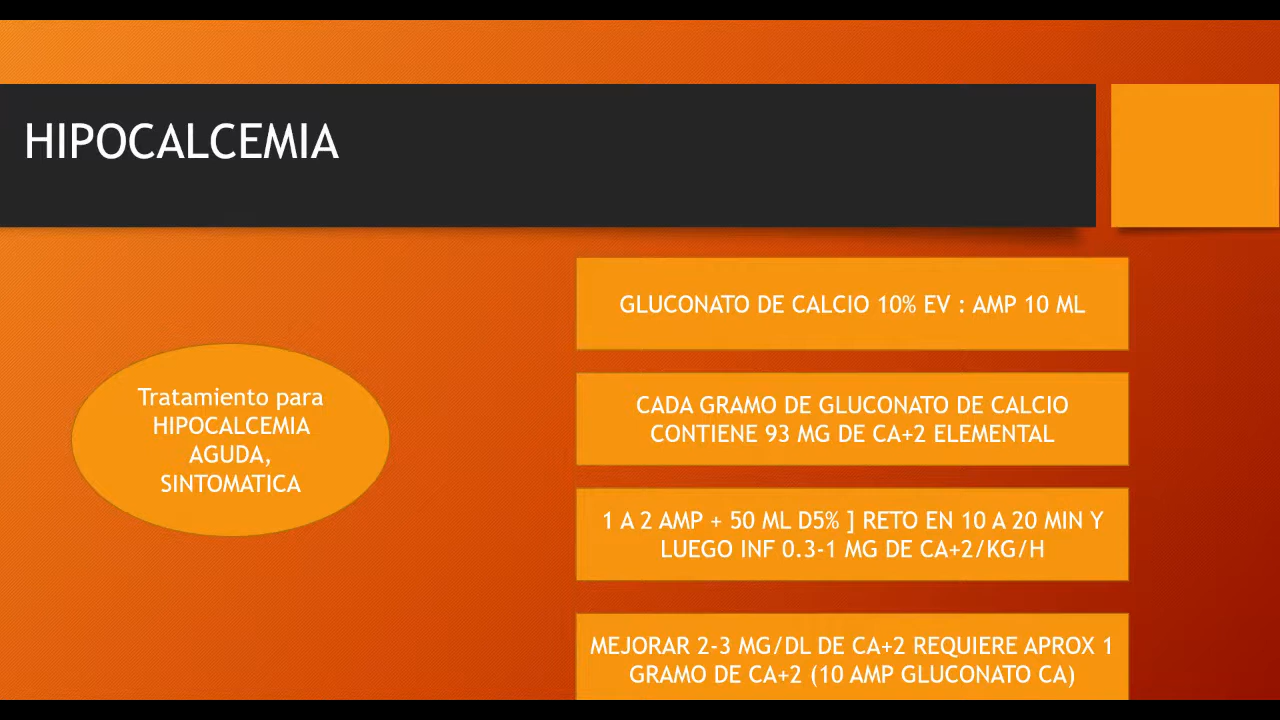 HIPOCALCEMIA
Tratamiento para
HIPOCALCEMIA
AGUDA,
SINTOMATICA
GLUCONATO DE CALCIO 10% EV : AMP 10 ML
CADA GRAMO DE GLUCONATO DE CALCIO
CONTIENE 93 MG DE CA+2 ELEMENTAL
1 A 2 AMP + 50 ML D5% ] RETO EN 10 A 20 MIN Y
LUEGO INF 0.3-1 MG DE CA+2/KG/H
MEJORAR 2-3 MG/DL DE CA+2 REQUIERE APROX 1
GRAMO DE CA+2 (10 AMP GLUCONATO CA)